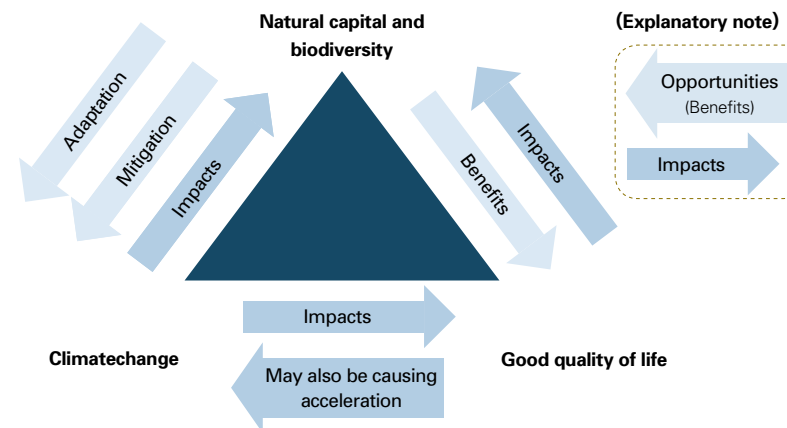 Natural capital and
biodiversity
(Explanatory note)
Opportunities
(Benefits)
Impacts
Adaptation
Mitigation
Impacts
Benefits
Impacts
Impacts
Climatechange
Good quality of life
May also be causing
acceleration